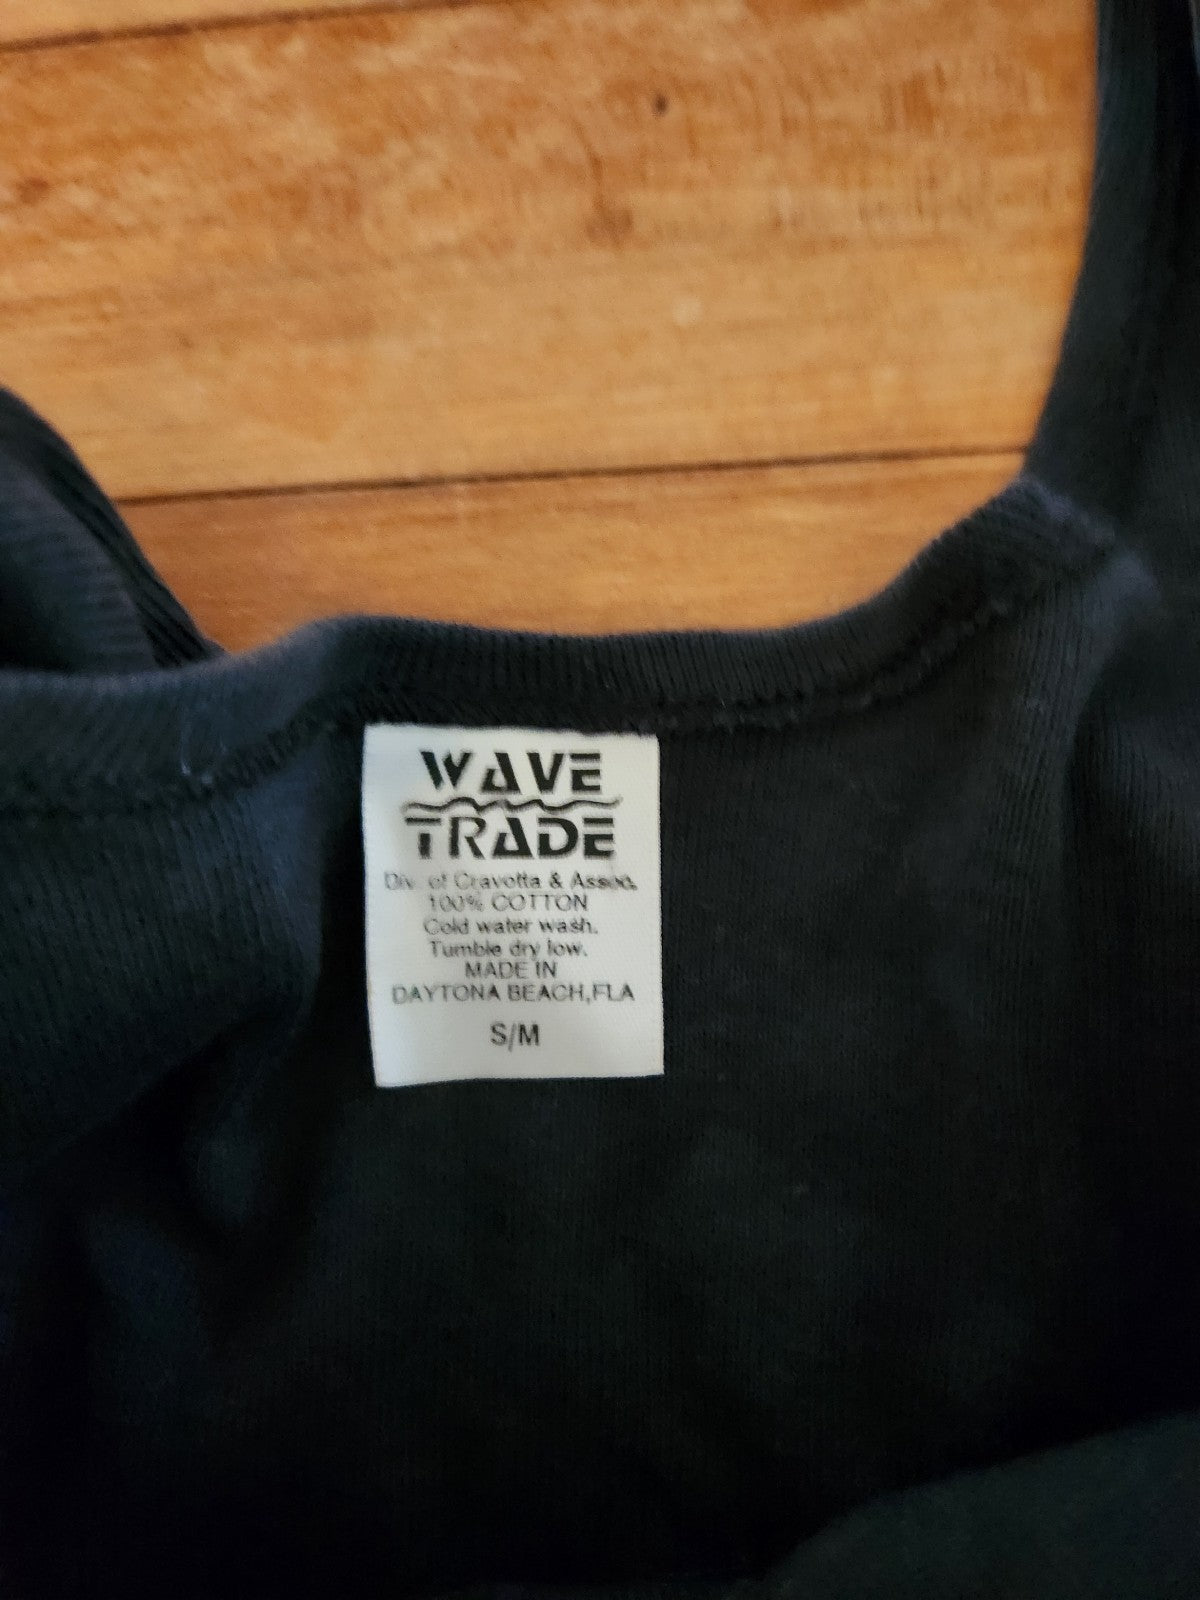 WAVE
TRADE
Div. of Cravotta & Assoc.
100% COTTON
Cold water wash.
Tumble dry low.
MADE IN
DAYTONA BEACH,FLA
S/M